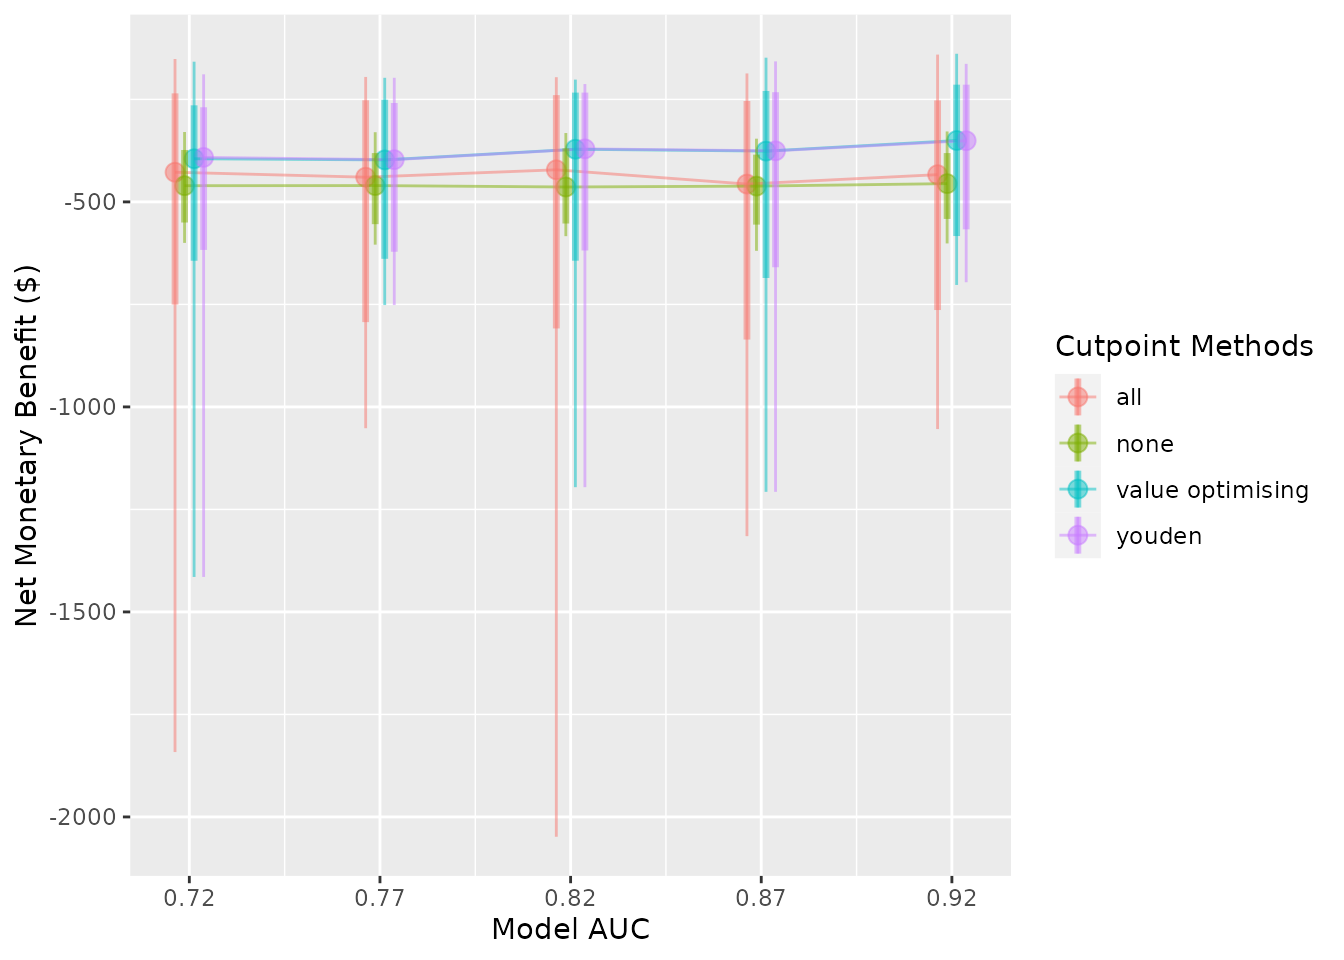 Net Monetary Benefit ($)
-500
-1000
-1500
-2000
0.72
0.77
0.82
0.87
0.92
Model AUC
Cutpoint Methods
all
none
value optimising
youden